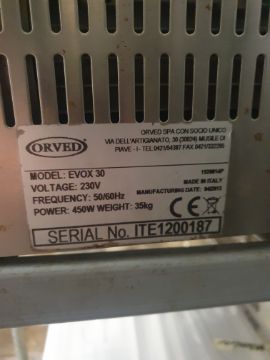 ORVED
ORVED SPA CON SOCIO UNICO
VIA DELL'ARTIGIANATO, 30 (30024) MUSILE DI
PIAVE - I - TEL 0421/54387 FAX 0421/332295
MODEL: EVOX 30
VOLTAGE: 230V
MADE IN ITALY
FREQUENCY: 50/60Hz
MANUFACTURING DATE:
POWER: 450W WEIGHT: 35kg
CE
SERIAL No. ITE1200187